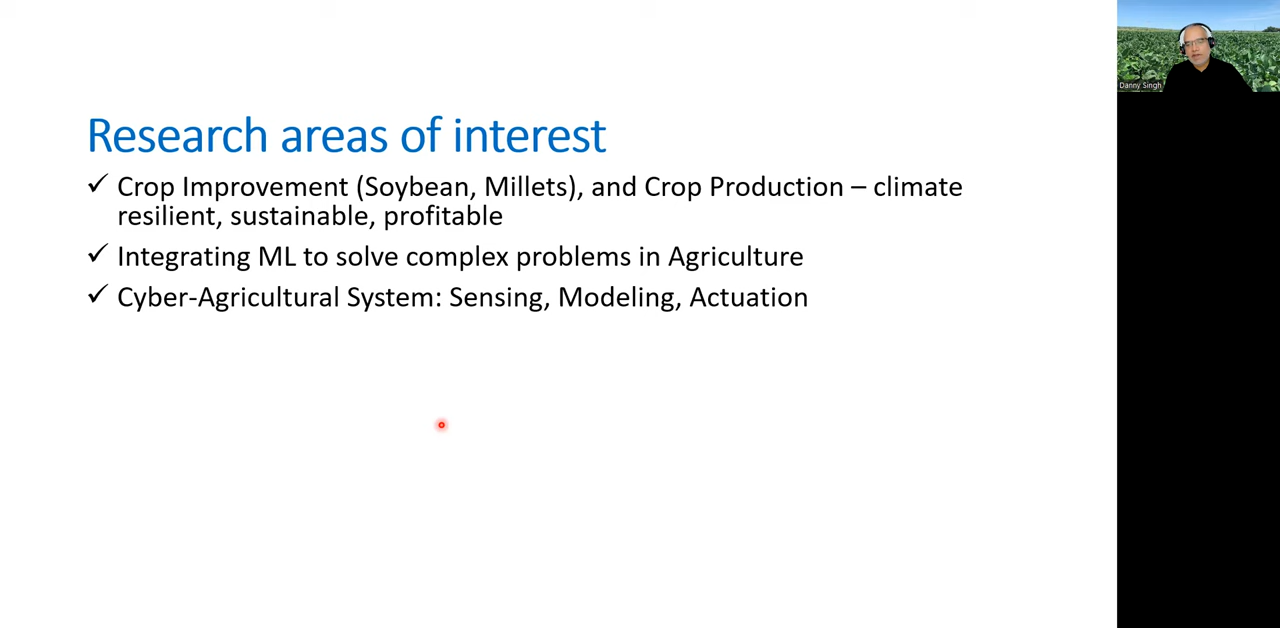 Research areas of interest
✓ Crop Improvement (Soybean, Millets), and Crop Production – climate
resilient, sustainable, profitable
✓ Integrating ML to solve complex problems in Agriculture
✓ Cyber-Agricultural System: Sensing, Modeling, Actuation
Danny Singh